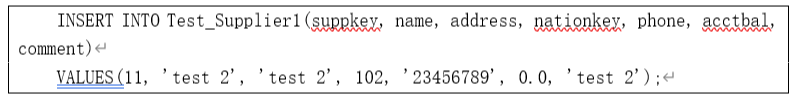 INSERT INTO Test_Supplier1(suppkey, name, address, nationkey, phone, acctbal,
comment)↵
VALUES(11, 'test 2', 'test 2', 102, '23456789', 0.0, 'test 2');↵